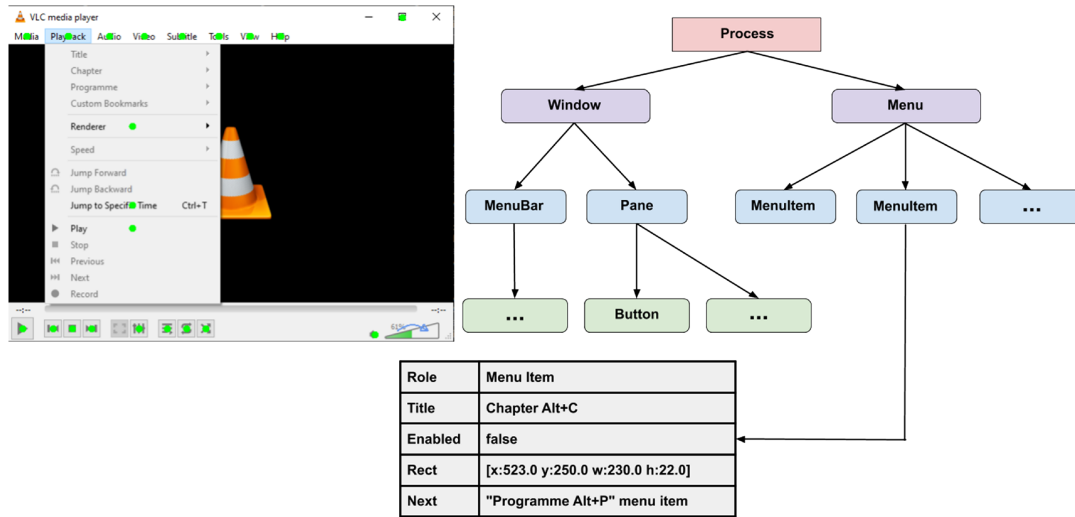 VLC media player
Media Playback Audio Video Subtitle Tools View Help
Title
Chapter
Programme
Custom Bookmarks
Renderer
Speed
Jump Forward
Jump Backward
Jump to Specific Time Ctrl+T
Play
Stop
Previous
Next
Record
--:-- --:--
61%
Process
Window Menu
MenuBar Pane MenuItem MenuItem ...
... Button ...
Role Menu Item
Title Chapter Alt+C
Enabled false
Rect [x:523.0 y:250.0 w:230.0 h:22.0]
Next "Programme Alt+P" menu item